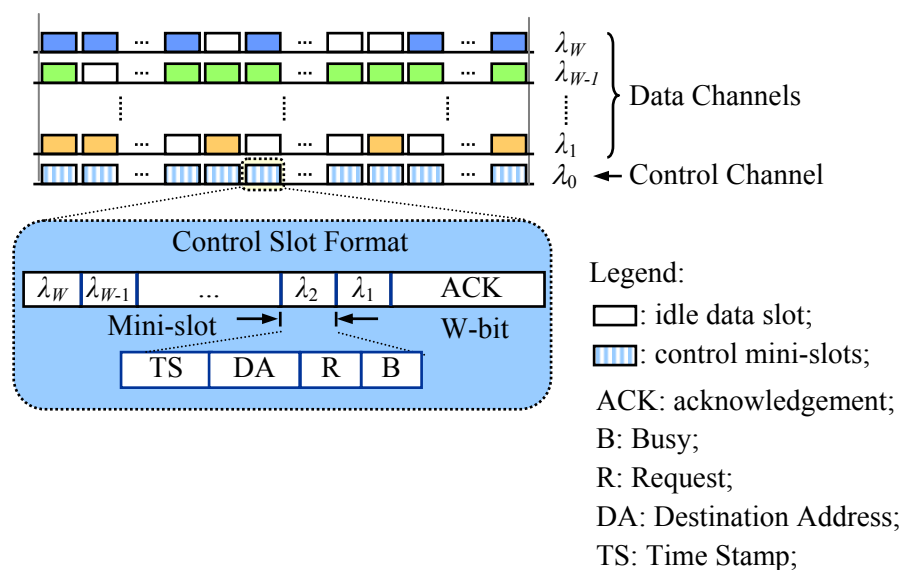 ... ... ... λW
... ... ... λW-1
Data Channels
... ... ... λ1
... ... ... λ0 Control Channel
Control Slot Format
λW λW-1 ... λ2 λ1 ACK
Mini-slot W-bit
TS DA R B
Legend:
: idle data slot;
: control mini-slots;
ACK: acknowledgement;
B: Busy;
R: Request;
DA: Destination Address;
TS: Time Stamp;